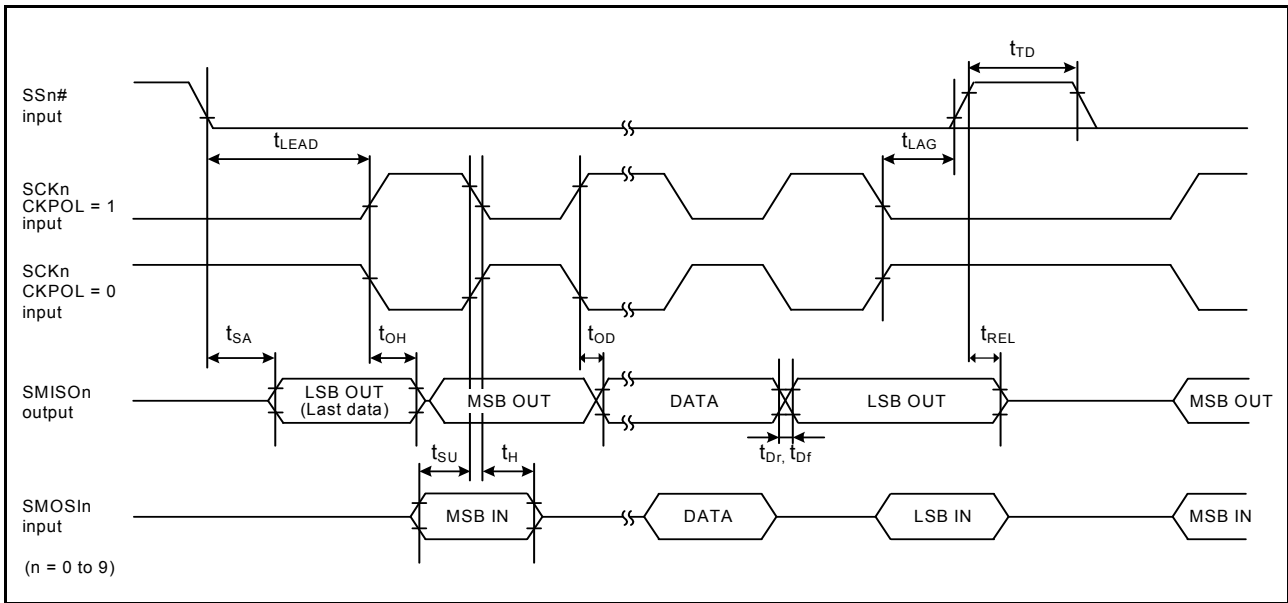 tTD
SSn#
input
tLEAD
tLAG
SCKn
CKPOL = 1
input
SCKn
CKPOL = 0
input
tSA
tOH
tOD
tREL
SMISOn
output
LSB OUT
(Last data)
MSB OUT
DATA
LSB OUT
MSB OUT
tSU
tH
tDr, tDf
SMOSIn
input
MSB IN
DATA
LSB IN
MSB IN
(n = 0 to 9)